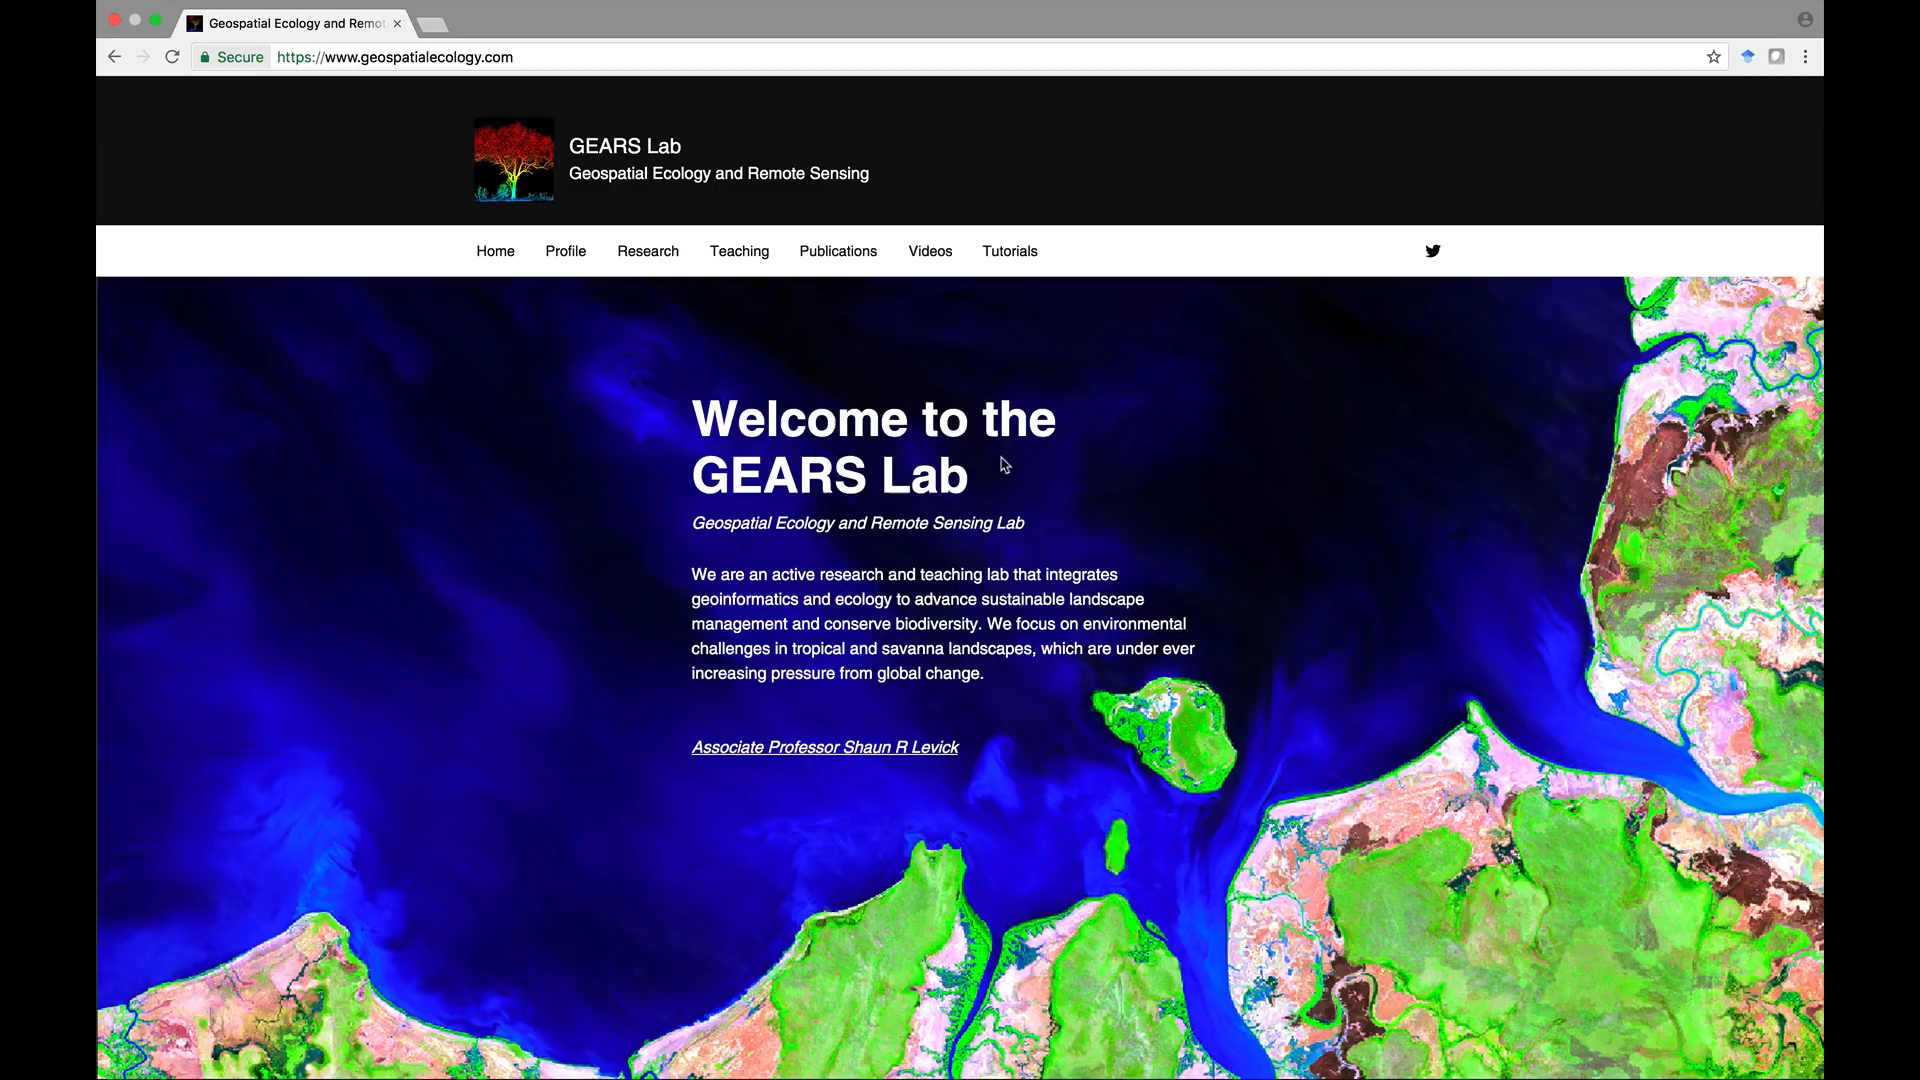 Geospatial Ecology and Remot
Secure https://www.geospatialecology.com
GEARS Lab
Geospatial Ecology and Remote Sensing
Home Profile Research Teaching Publications Videos Tutorials
Welcome to the
GEARS Lab
Geospatial Ecology and Remote Sensing Lab
We are an active research and teaching lab that integrates
geoinformatics and ecology to advance sustainable landscape
management and conserve biodiversity. We focus on environmental
challenges in tropical and savanna landscapes, which are under ever
increasing pressure from global change.
Associate Professor Shaun R Levick